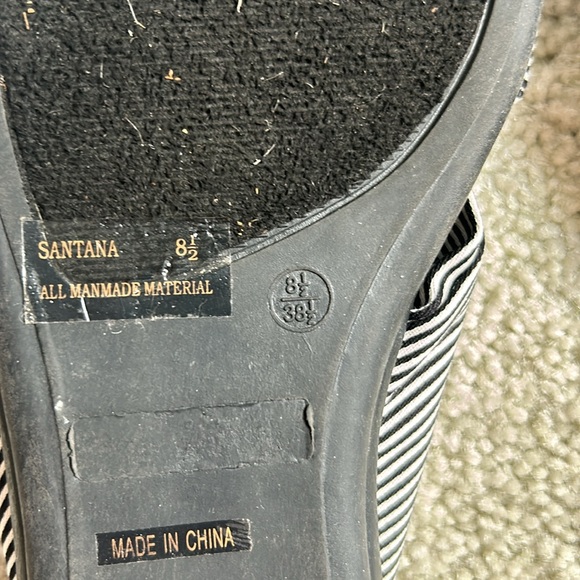 SANTANA 8½
ALL MANMADE MATERIAL
8½
38½
MADE IN CHINA